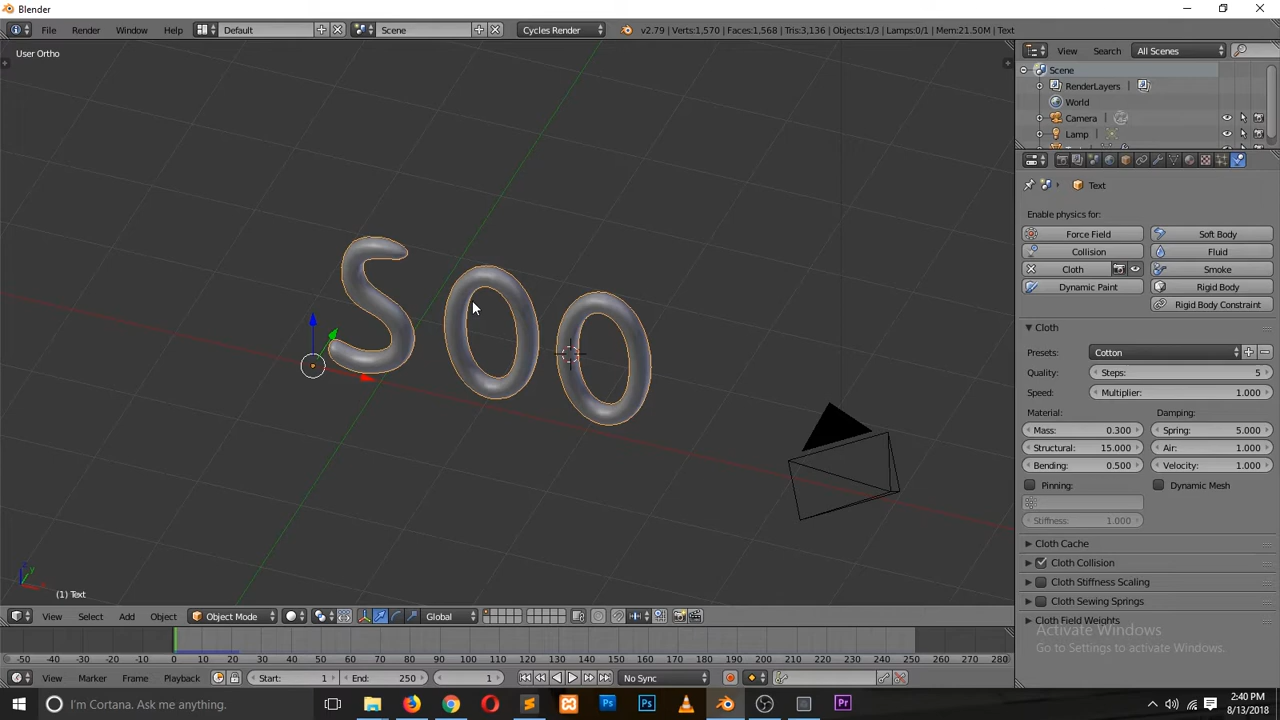 Blender
File Render Window Help Default Scene Cycles Render v2.79 | Verts:1,570 | Faces:1,568 | Tris:3,136 | Objects:1/3 | Lamps:0/1 | Mem:21.50M | Text
View Search All Scenes
User Ortho
Scene
RenderLayers
World
Camera
Lamp
Text
Enable physics for:
Force Field Soft Body
Collision Fluid
Cloth Smoke
Dynamic Paint Rigid Body
Rigid Body Constraint
Cloth
Presets: Cotton
Quality: Steps: 5
Speed: Multiplier: 1.000
Material: Damping:
Mass: 0.300 Spring: 5.000
Structural: 15.000 Air: 1.000
Bending: 0.500 Velocity: 1.000
Pinning: Dynamic Mesh
Stiffness: 1.000
Cloth Cache
Cloth Collision
Cloth Stiffness Scaling
Cloth Sewing Springs
Cloth Field Weights
Activate Windows
Go to Settings to activate Windows.
SOO
z y x
(1) Text
View Select Add Object Object Mode Global
-50 -40 -30 -20 -10 0 10 20 30 40 50 60 70 80 90 100 110 120 130 140 150 160 170 180 190 200 210 220 230 240 250 260 270 280
View Marker Frame Playback Start: 1 End: 250 1 No Sync
I'm Cortana. Ask me anything. Ps Ps Pr 2:40 PM
8/13/2018